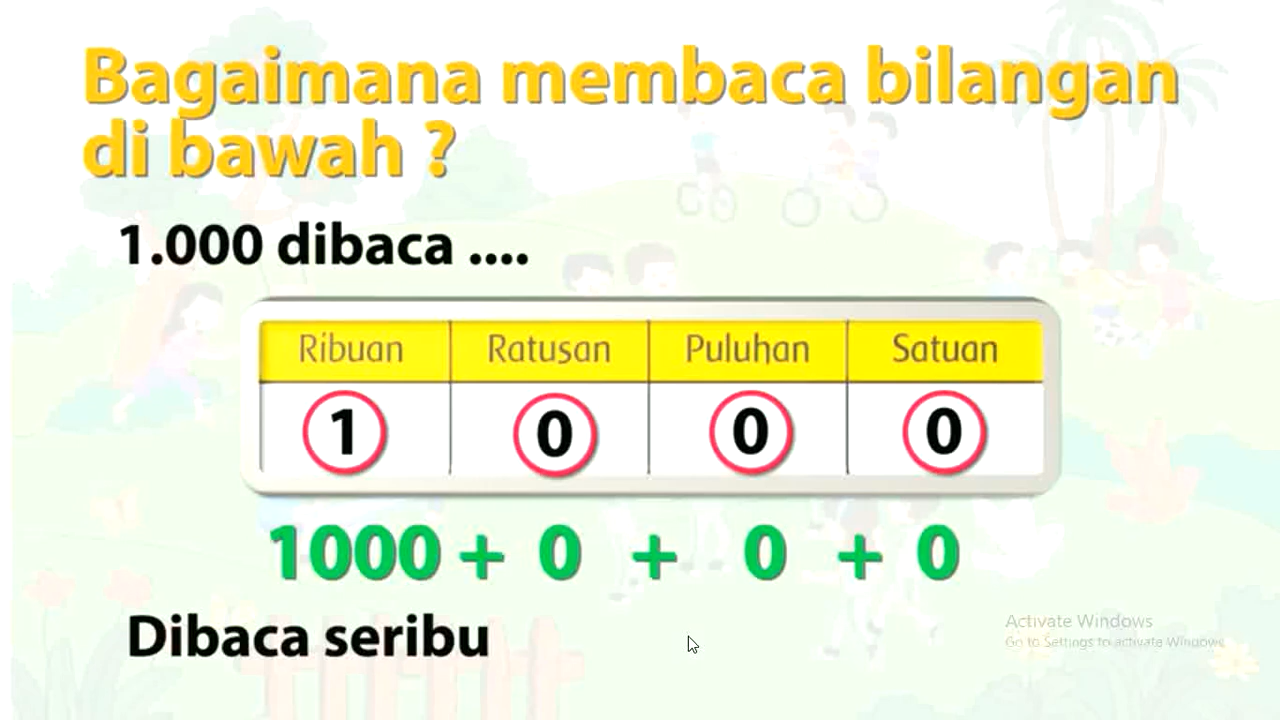 Bagaimana membaca bilangan
di bawah ?
1.000 dibaca ....
Ribuan Ratusan Puluhan Satuan
1 0 0 0
1000 + 0 + 0 + 0
Dibaca seribu
Activate Windows
Go to Settings to activate Windows.